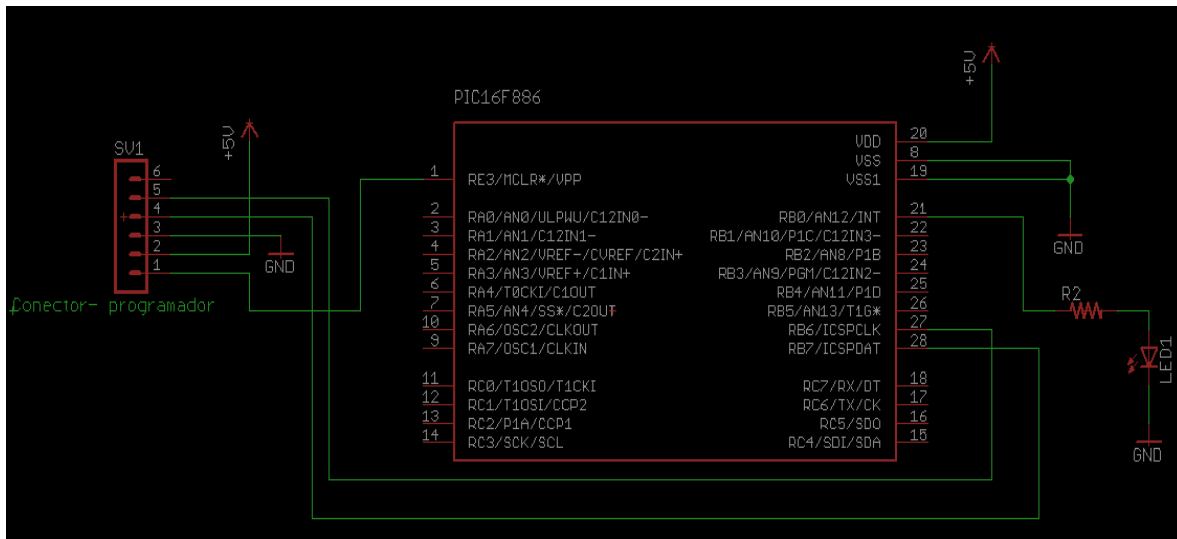 PIC16F886
+5V
+5V
SV1
6
5
4
3
2
1
GND
Conector- programador
1 RE3/MCLR*/VPP
2 RA0/AN0/ULPWU/C12IN0-
3 RA1/AN1/C12IN1-
4 RA2/AN2/VREF-/CVREF/C2IN+
5 RA3/AN3/VREF+/C1IN+
6 RA4/T0CKI/C1OUT
7 RA5/AN4/SS*/C2OUT
10 RA6/OSC2/CLKOUT
9 RA7/OSC1/CLKIN
11 RC0/T1OSO/T1CKI
12 RC1/T1OSI/CCP2
13 RC2/P1A/CCP1
14 RC3/SCK/SCL
VDD 20
VSS 8
VSS1 19
RB0/AN12/INT 21
RB1/AN10/P1C/C12IN3- 22
RB2/AN8/P1B 23
RB3/AN9/PGM/C12IN2- 24
RB4/AN11/P1D 25
RB5/AN13/T1G* 26
RB6/ICSPCLK 27
RB7/ICSPDAT 28
RC7/RX/DT 18
RC6/TX/CK 17
RC5/SDO 16
RC4/SDI/SDA 15
GND
R2
LED1
GND